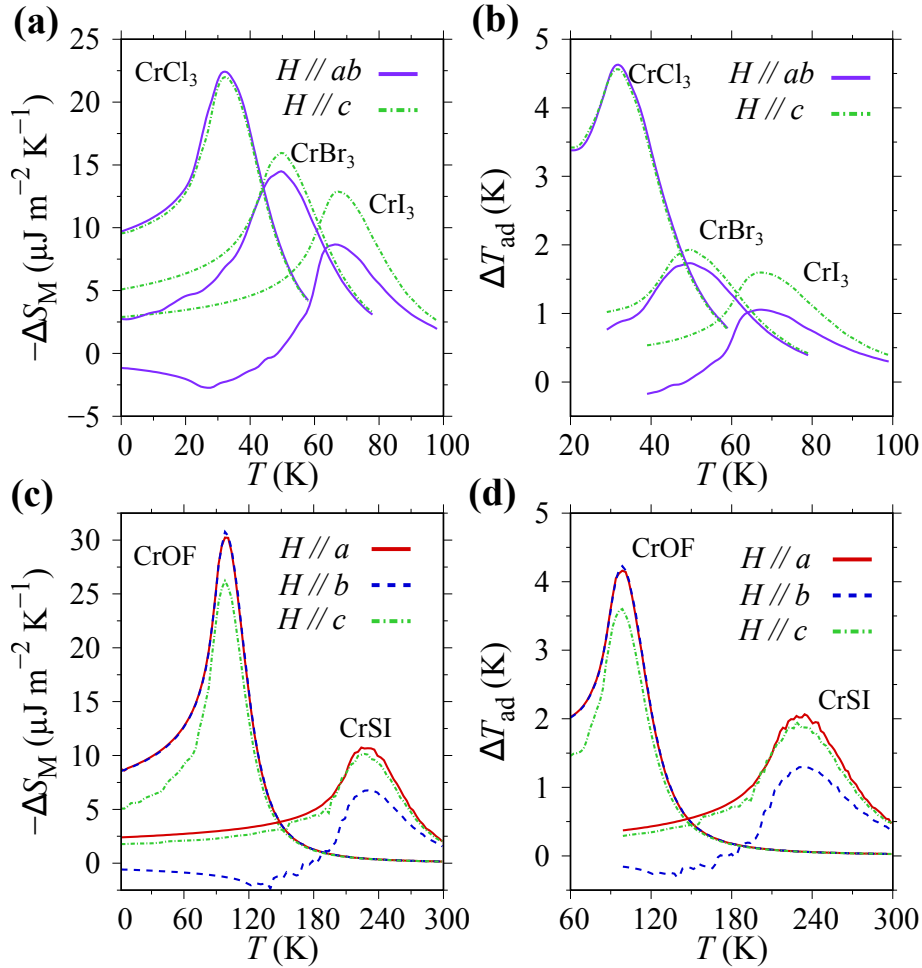 (a)
−ΔS_M (μJ m⁻² K⁻¹)
25
20
15
10
5
0
−5
CrCl₃
H // ab
H // c
CrBr₃
CrI₃
0 20 40 60 80 100
T (K)
(b)
ΔT_ad (K)
5
4
3
2
1
0
CrCl₃
H // ab
H // c
CrBr₃
CrI₃
20 40 60 80 100
T (K)
(c)
−ΔS_M (μJ m⁻² K⁻¹)
30
25
20
15
10
5
0
CrOF
H // a
H // b
H // c
CrSI
0 60 120 180 240 300
T (K)
(d)
ΔT_ad (K)
5
4
3
2
1
0
CrOF
H // a
H // b
H // c
CrSI
60 120 180 240 300
T (K)